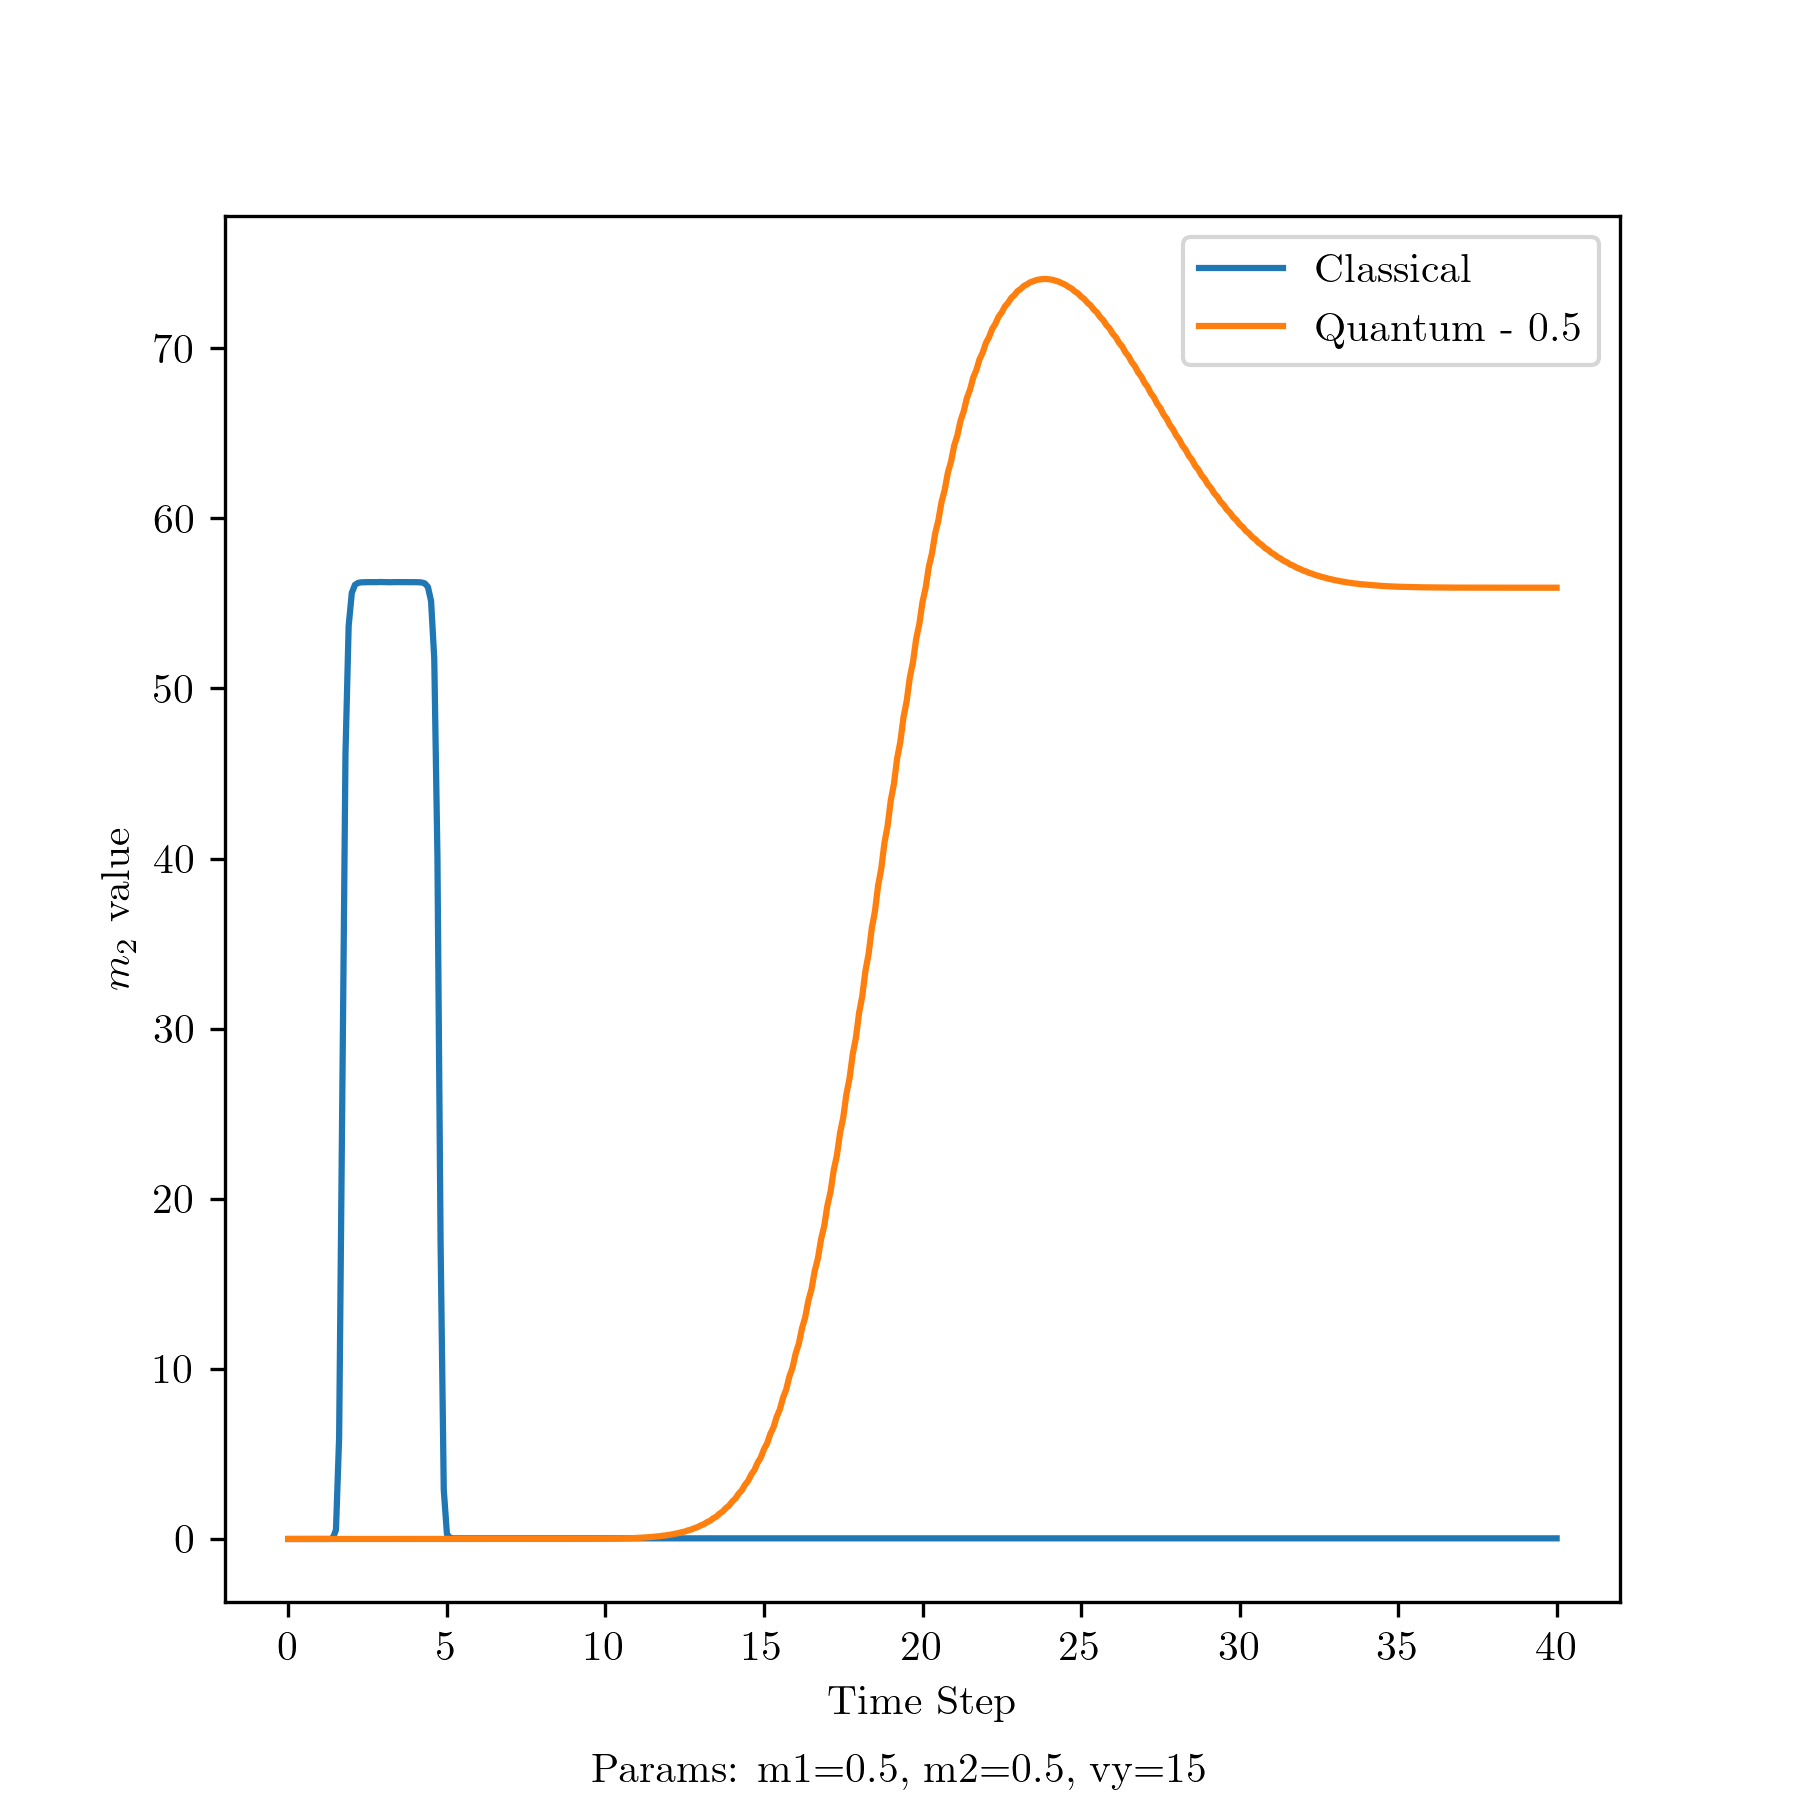 Classical
Quantum - 0.5
70
60
50
40
30
20
10
0
m₂ value
0 5 10 15 20 25 30 35 40
Time Step
Params: m1=0.5, m2=0.5, vy=15